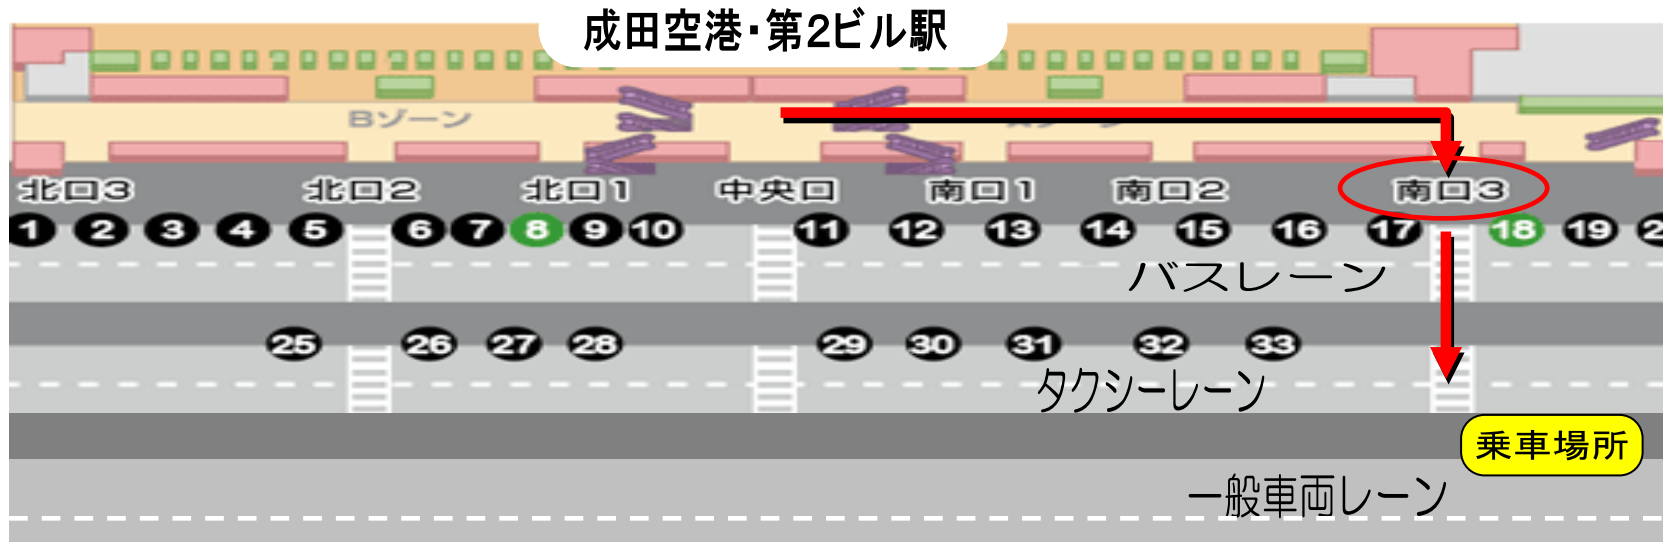 成田空港・第2ビル駅
Bゾーン
北口3 北口2 北口1 中央口 南口1 南口2 南口3
1 2 3 4 5 6 7 8 9 10 11 12 13 14 15 16 17 18 19
バスレーン
25 26 27 28 29 30 31 32 33
タクシーレーン
乗車場所
一般車両レーン